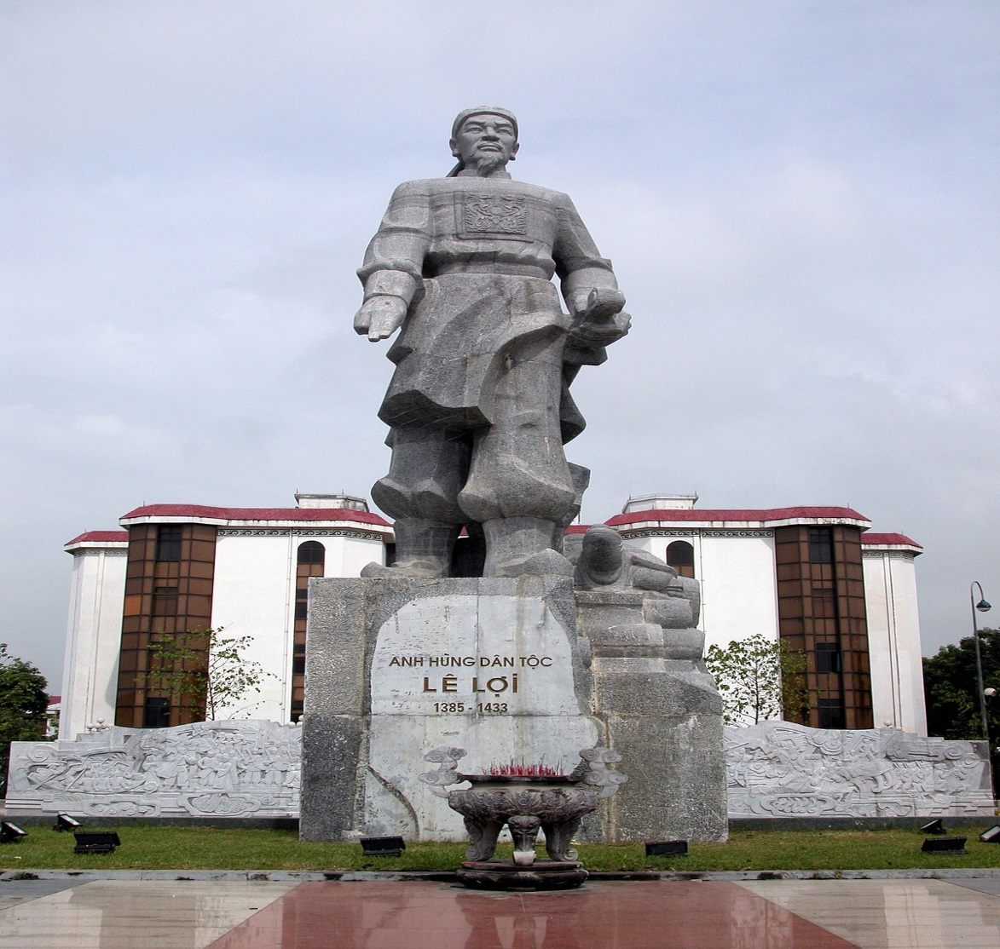 ANH HÙNG DÂN TỘC
LÊ LỢI
1385 - 1433